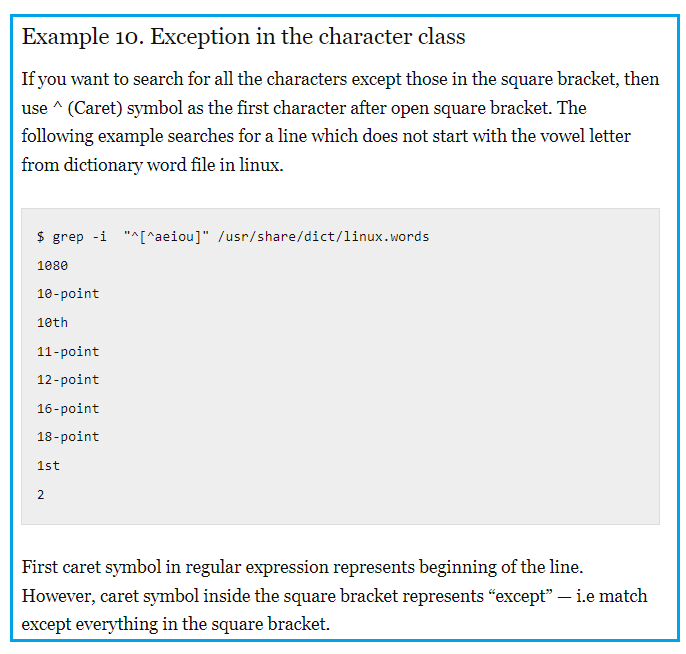 Example 10. Exception in the character class
If you want to search for all the characters except those in the square bracket, then
use ^ (Caret) symbol as the first character after open square bracket. The
following example searches for a line which does not start with the vowel letter
from dictionary word file in linux.
$ grep -i  "^[^aeiou]" /usr/share/dict/linux.words
1080
10-point
10th
11-point
12-point
16-point
18-point
1st
2
First caret symbol in regular expression represents beginning of the line.
However, caret symbol inside the square bracket represents “except” — i.e match
except everything in the square bracket.